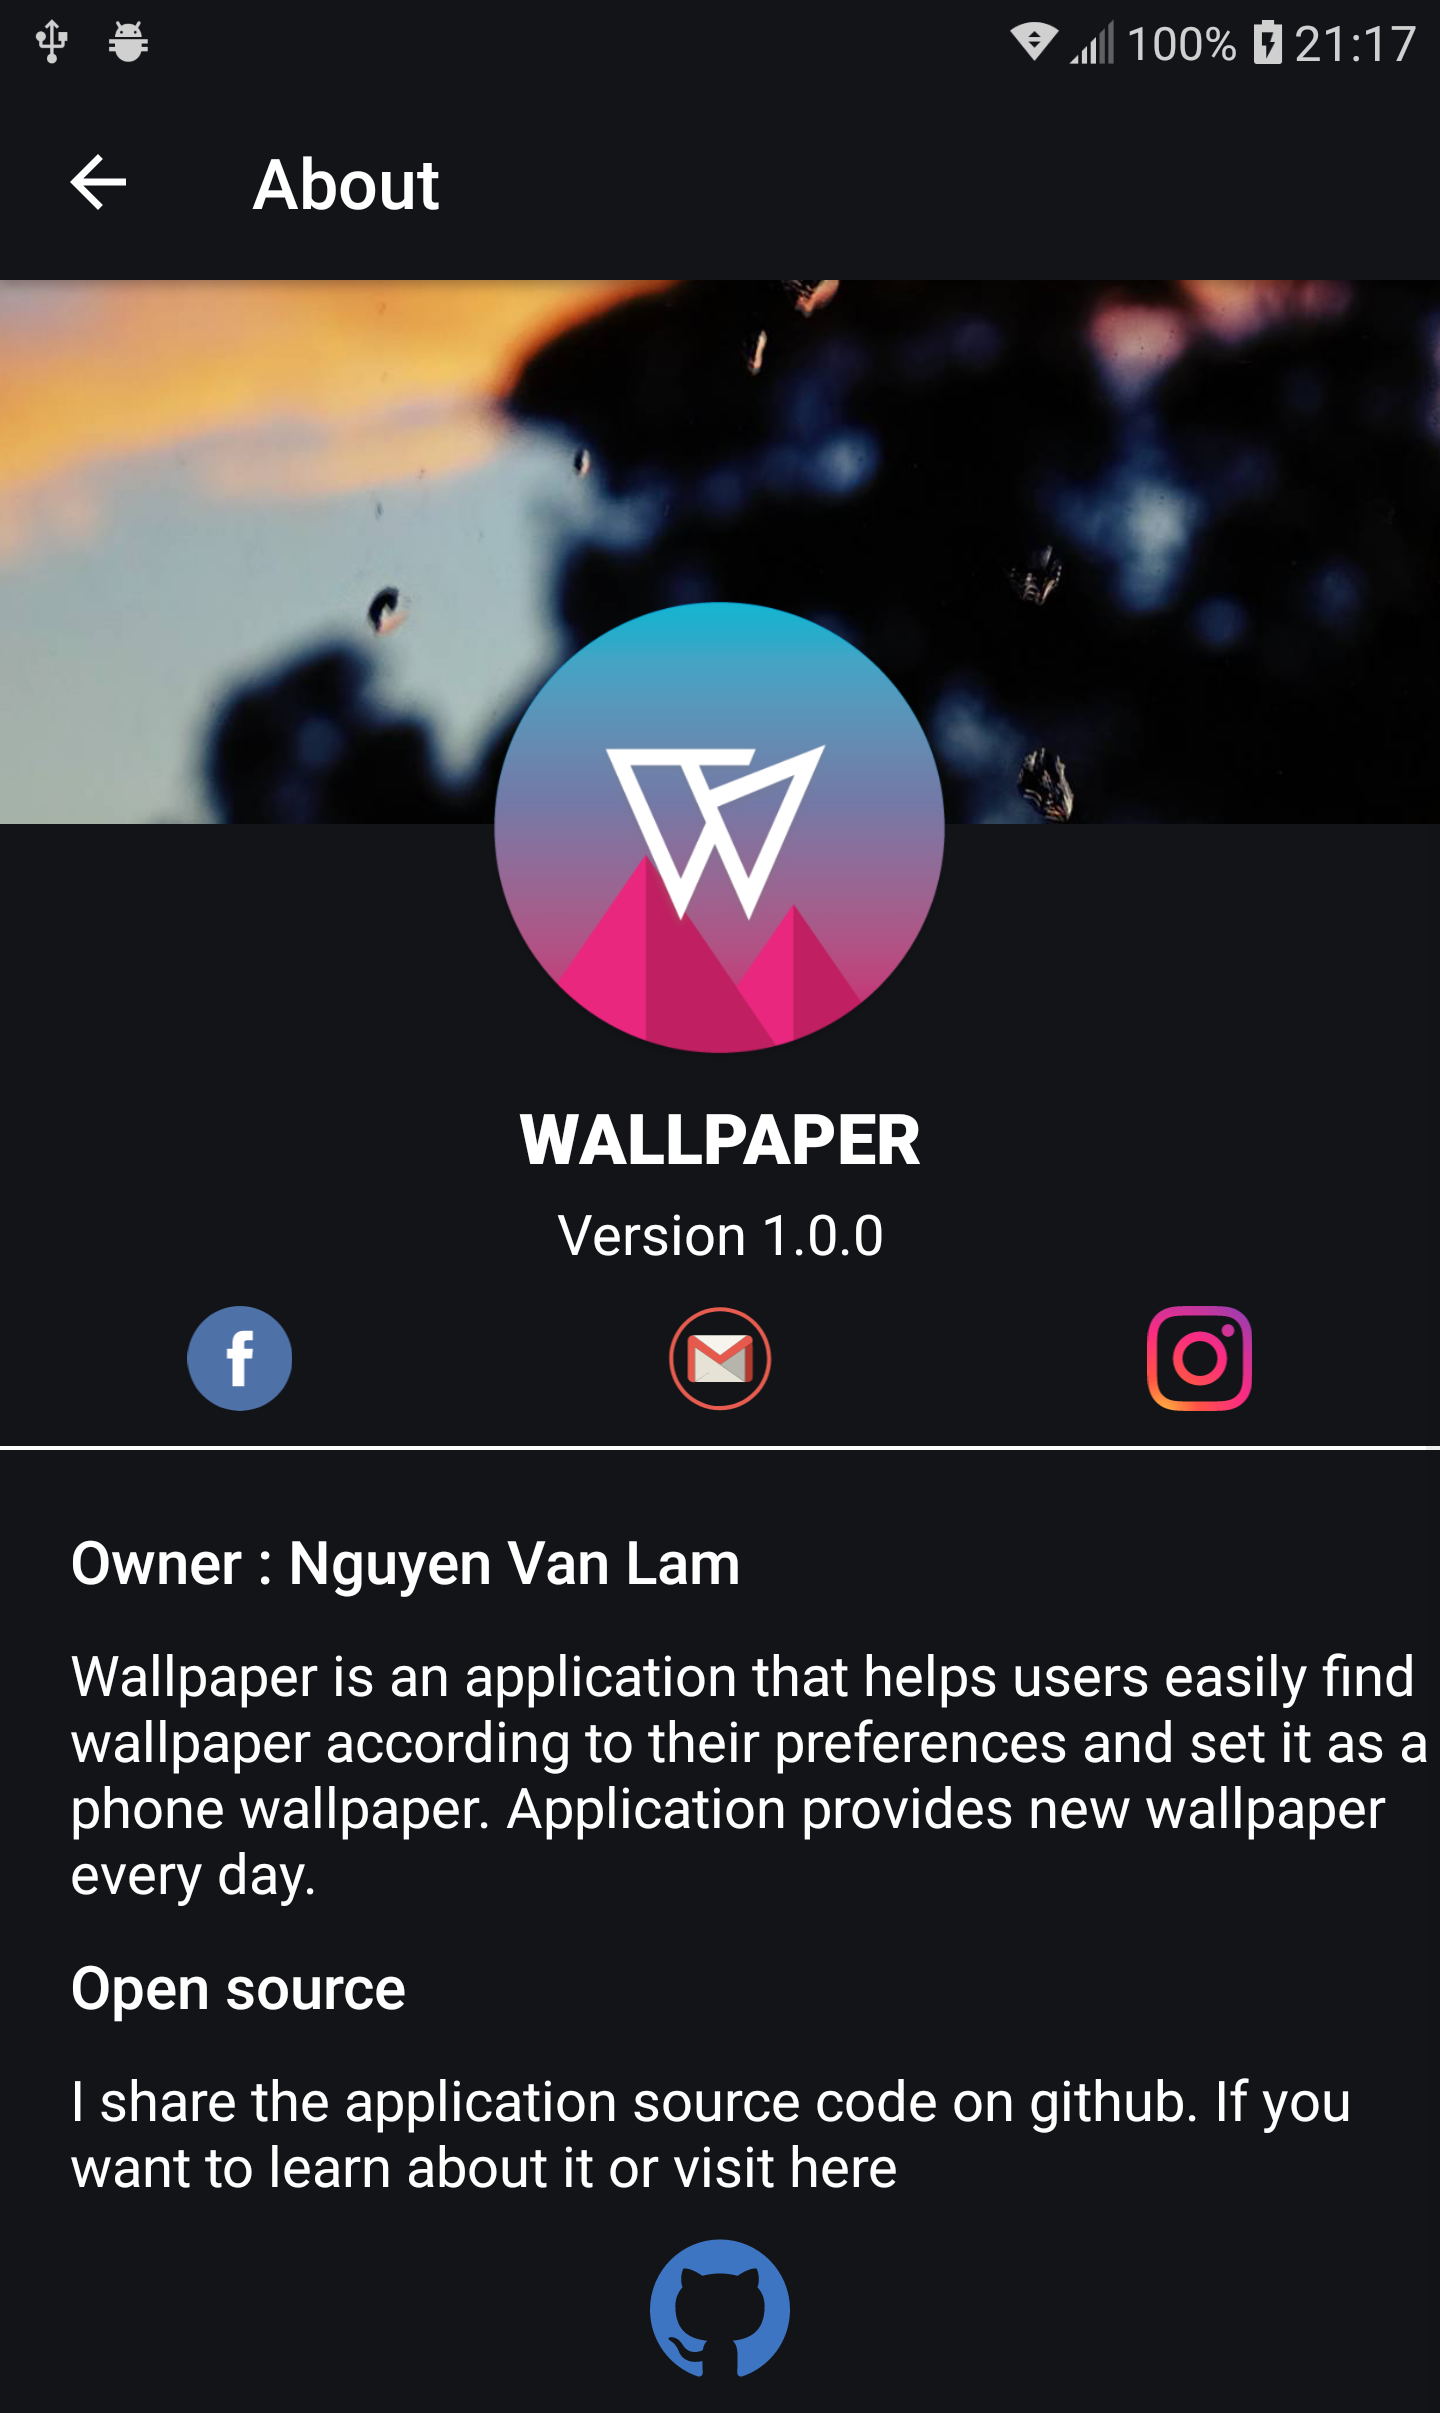 100% 21:17
About
WALLPAPER
Version 1.0.0
Owner : Nguyen Van Lam
Wallpaper is an application that helps users easily find
wallpaper according to their preferences and set it as a
phone wallpaper. Application provides new wallpaper
every day.
Open source
I share the application source code on github. If you
want to learn about it or visit here